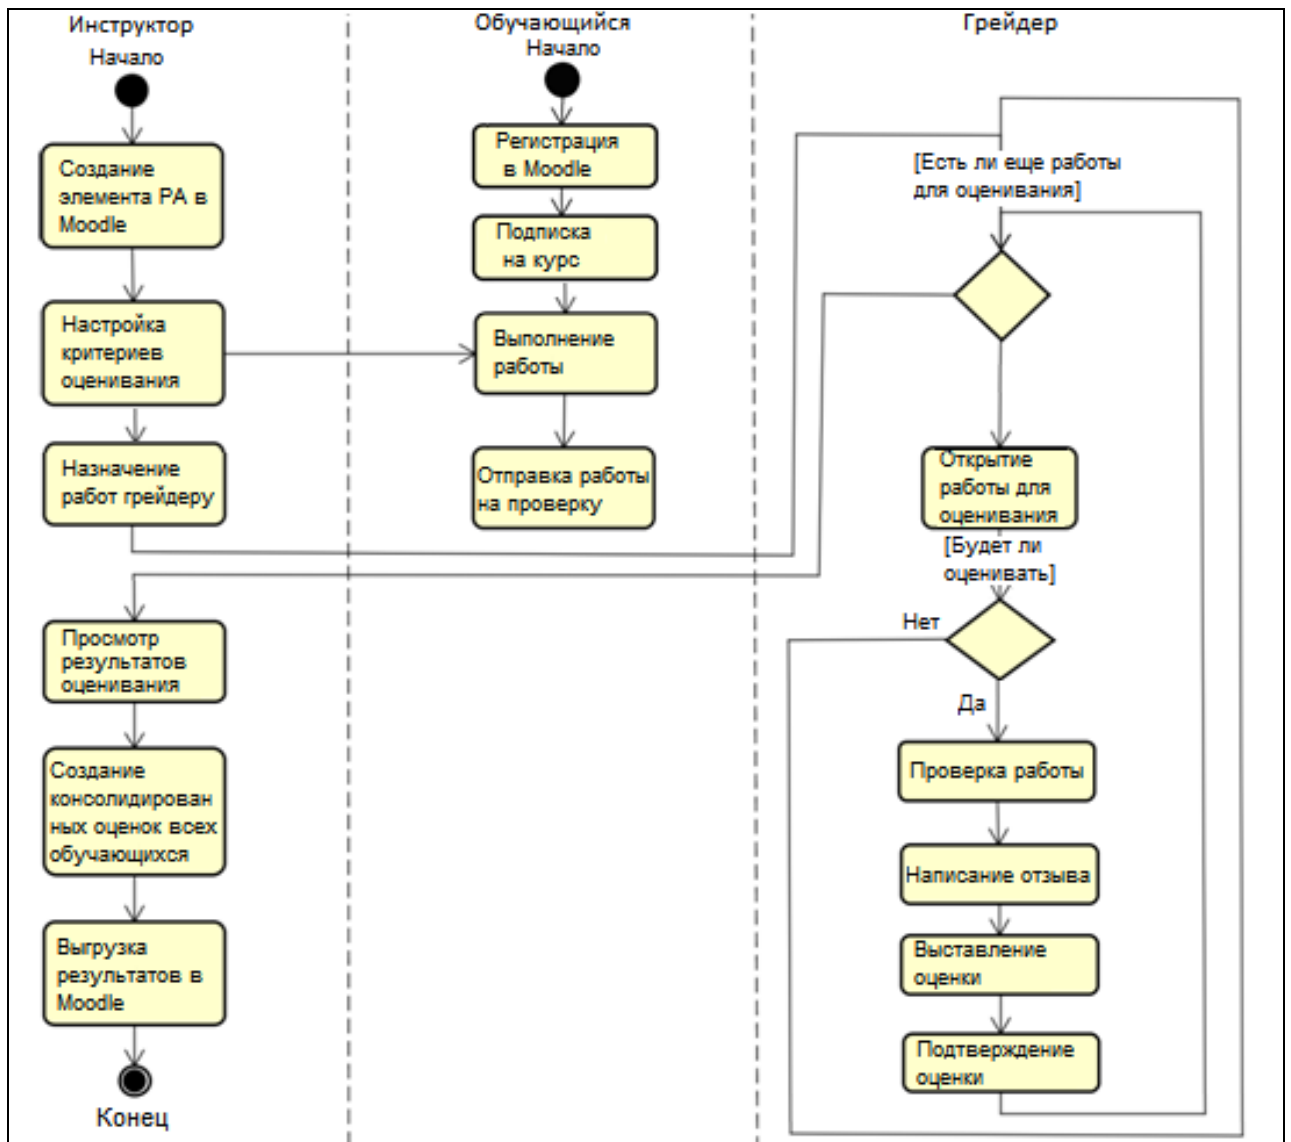 Инструктор
Начало
Создание
элемента РА в
Moodle
Настройка
критериев
оценивания
Назначение
работ грейдеру
Просмотр
результатов
оценивания
Создание
консолидирован
ных оценок всех
обучающихся
Выгрузка
результатов в
Moodle
Конец
Обучающийся
Начало
Регистрация
в Moodle
Подписка
на курс
Выполнение
работы
Отправка работы
на проверку
Грейдер
[Есть ли еще работы
для оценивания]
Открытие
работы для
оценивания
[Будет ли
оценивать]
Нет
Да
Проверка работы
Написание отзыва
Выставление
оценки
Подтверждение
оценки